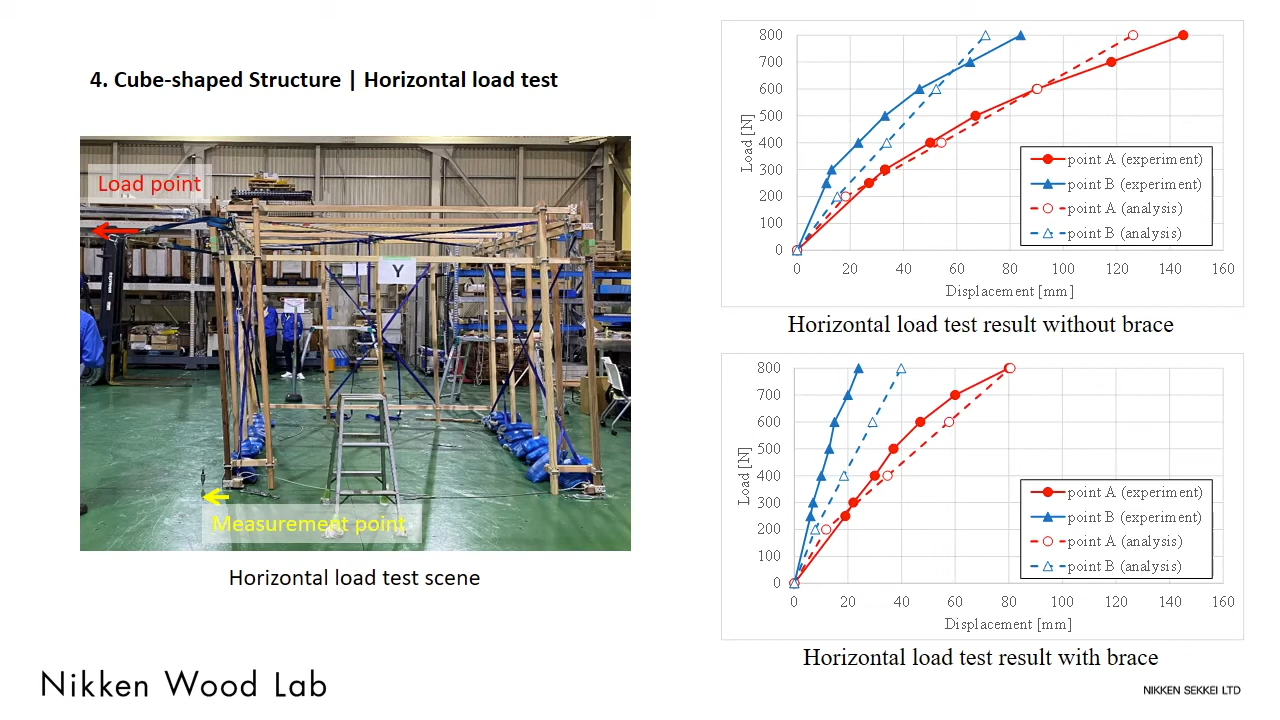 4. Cube-shaped Structure | Horizontal load test
Load point
Y
Measurement point
Horizontal load test scene
Nikken Wood Lab
800
700
600
500
400
300
200
100
0
Load [N]
0 20 40 60 80 100 120 140 160
Displacement [mm]
point A (experiment)
point B (experiment)
point A (analysis)
point B (analysis)
Horizontal load test result without brace
800
700
600
500
400
300
200
100
0
Load [N]
0 20 40 60 80 100 120 140 160
Displacement [mm]
point A (experiment)
point B (experiment)
point A (analysis)
point B (analysis)
Horizontal load test result with brace
NIKKEN SEKKEI LTD